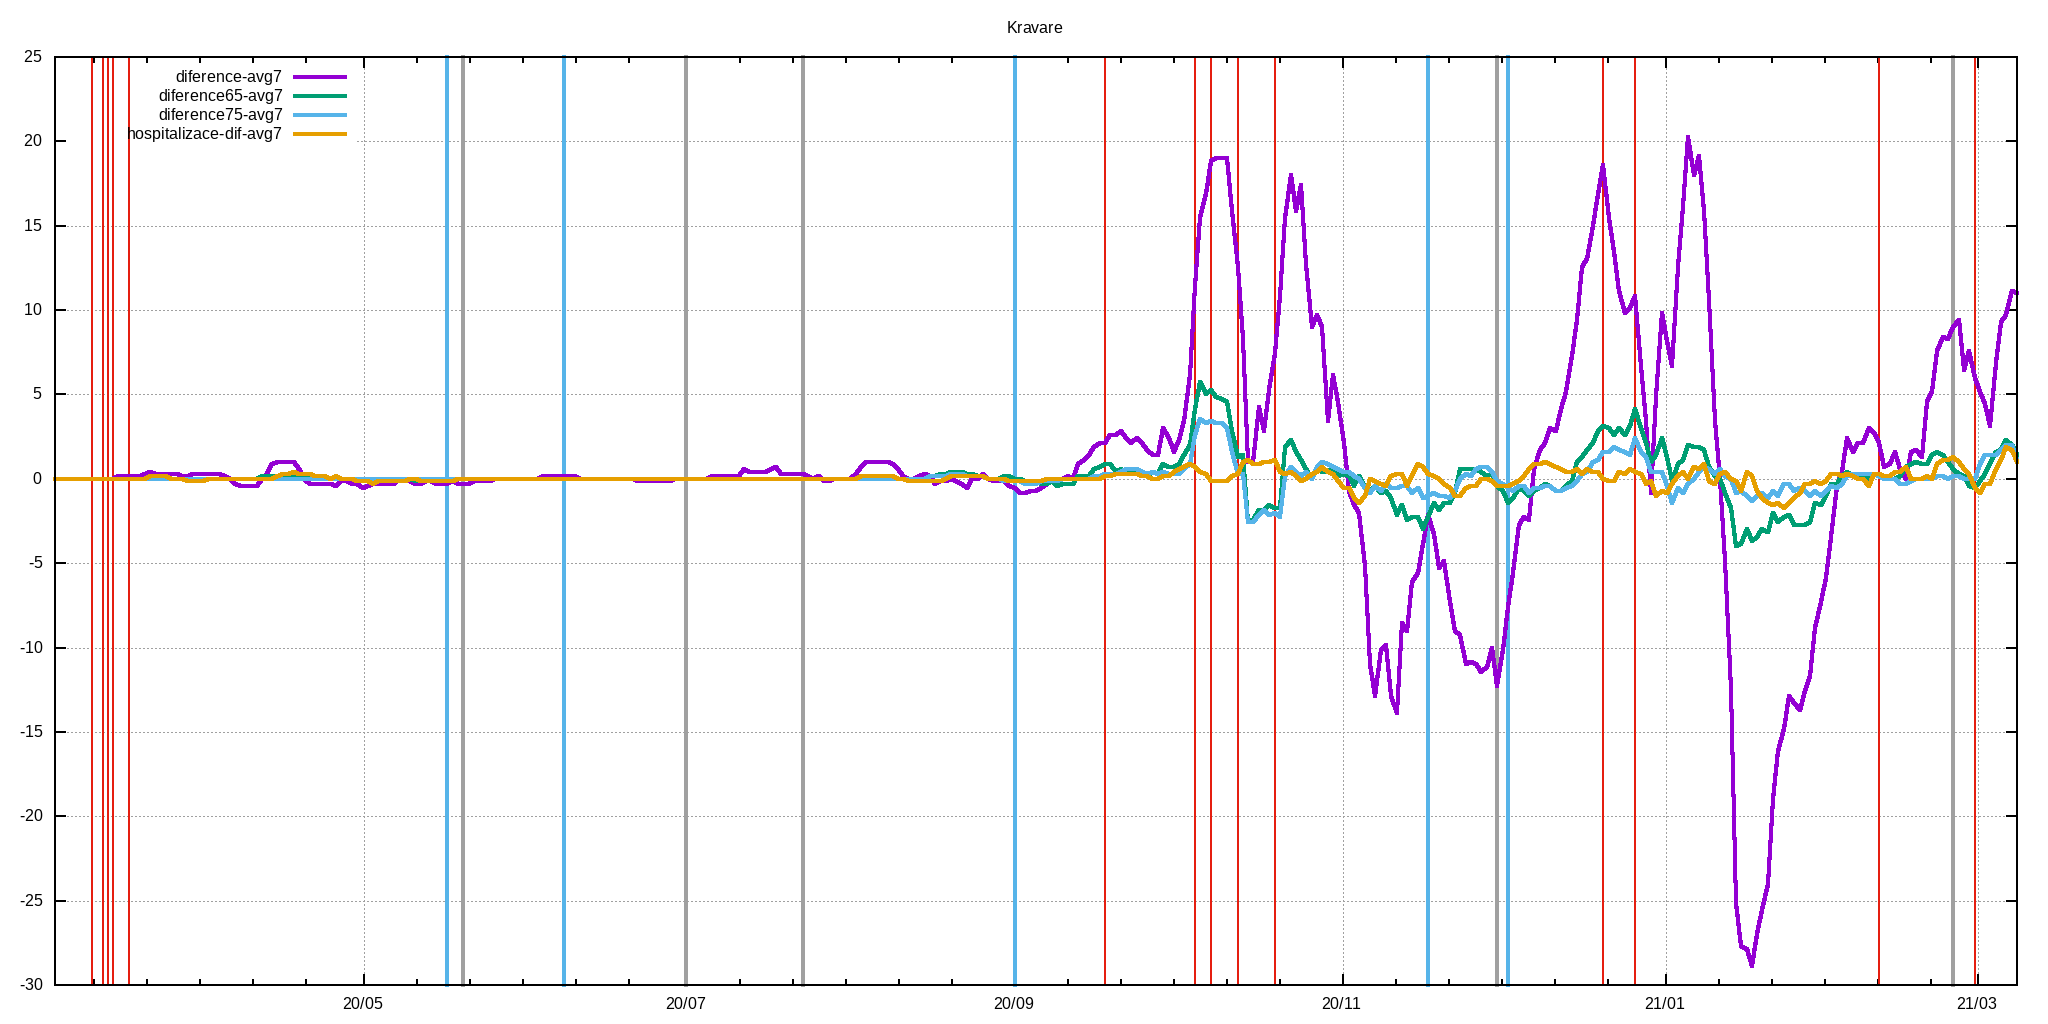 Kravare
25
diference-avg7
diference65-avg7
diference75-avg7
hospitalizace-dif-avg7
20
15
10
5
0
-5
-10
-15
-20
-25
-30
20/05 20/07 20/09 20/11 21/01 21/03